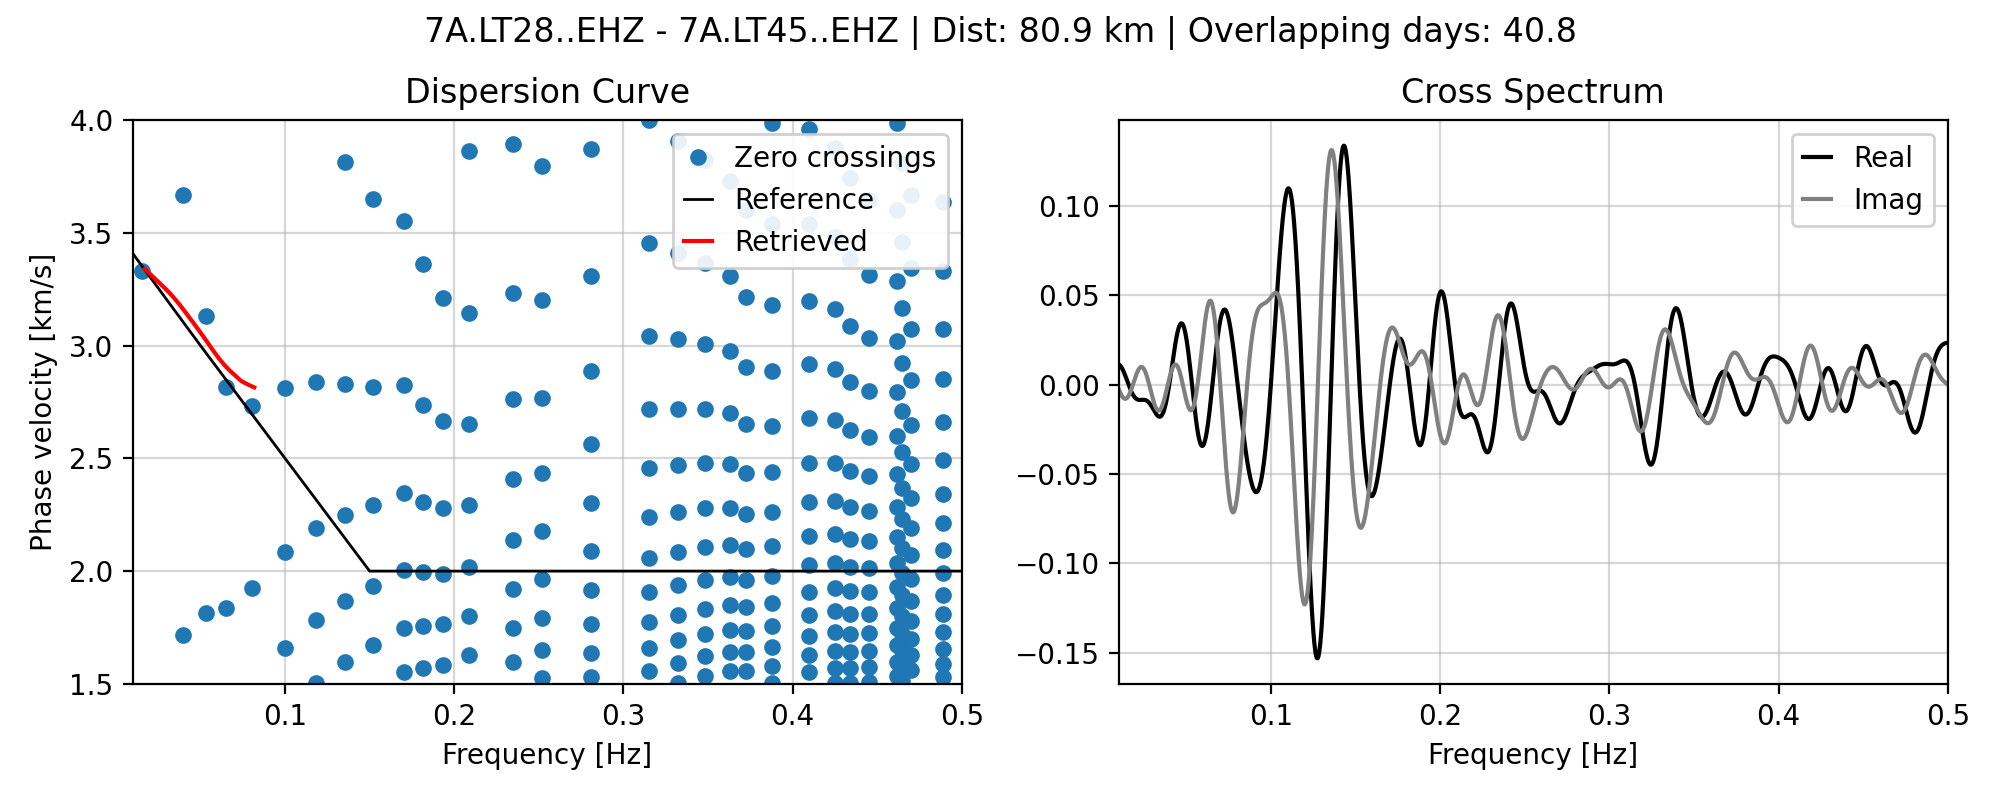 7A.LT28..EHZ - 7A.LT45..EHZ | Dist: 80.9 km | Overlapping days: 40.8
Dispersion Curve
4.0
3.5
3.0
2.5
2.0
1.5
Phase velocity [km/s]
0.1
0.2
0.3
0.4
0.5
Frequency [Hz]
Zero crossings
Reference
Retrieved
Cross Spectrum
0.10
0.05
0.00
−0.05
−0.10
−0.15
0.1
0.2
0.3
0.4
0.5
Frequency [Hz]
Real
Imag